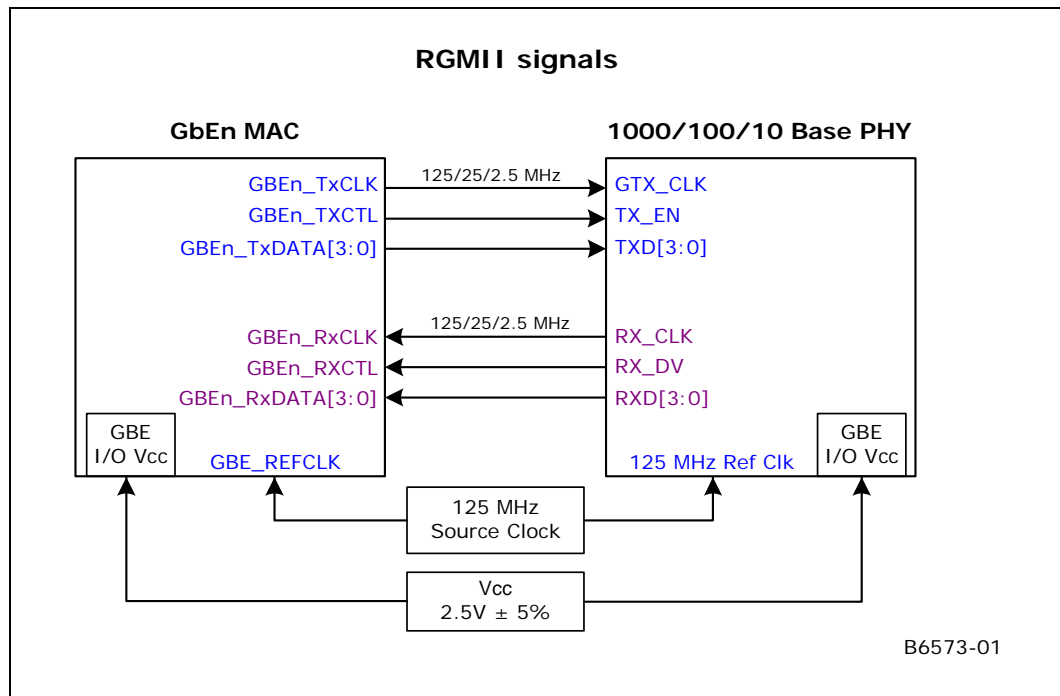 RGMII signals
GbEn MAC
1000/100/10 Base PHY
GBEn_TxCLK
125/25/2.5 MHz
GTX_CLK
GBEn_TXCTL
TX_EN
GBEn_TxDATA[3:0]
TXD[3:0]
GBEn_RxCLK
125/25/2.5 MHz
RX_CLK
GBEn_RXCTL
RX_DV
GBEn_RxDATA[3:0]
RXD[3:0]
GBE
I/O Vcc
GBE_REFCLK
125 MHz Ref Clk
GBE
I/O Vcc
125 MHz
Source Clock
Vcc
2.5V ± 5%
B6573-01